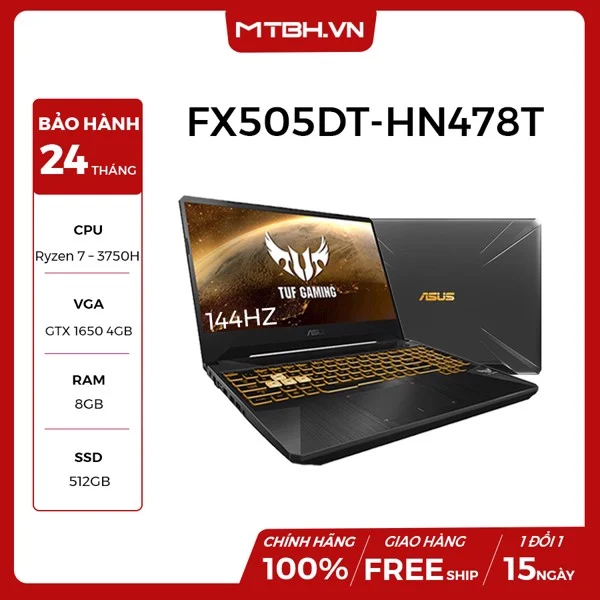 MTBH.VN
FX505DT-HN478T
BẢO HÀNH
24 THÁNG
CPU
Ryzen 7 - 3750H
VGA
GTX 1650 4GB
RAM
8GB
SSD
512GB
TUF GAMING
144HZ
ASUS
ASUS
CHÍNH HÃNG
100%
GIAO HÀNG
FREE SHIP
1 ĐỔI 1
15 NGÀY